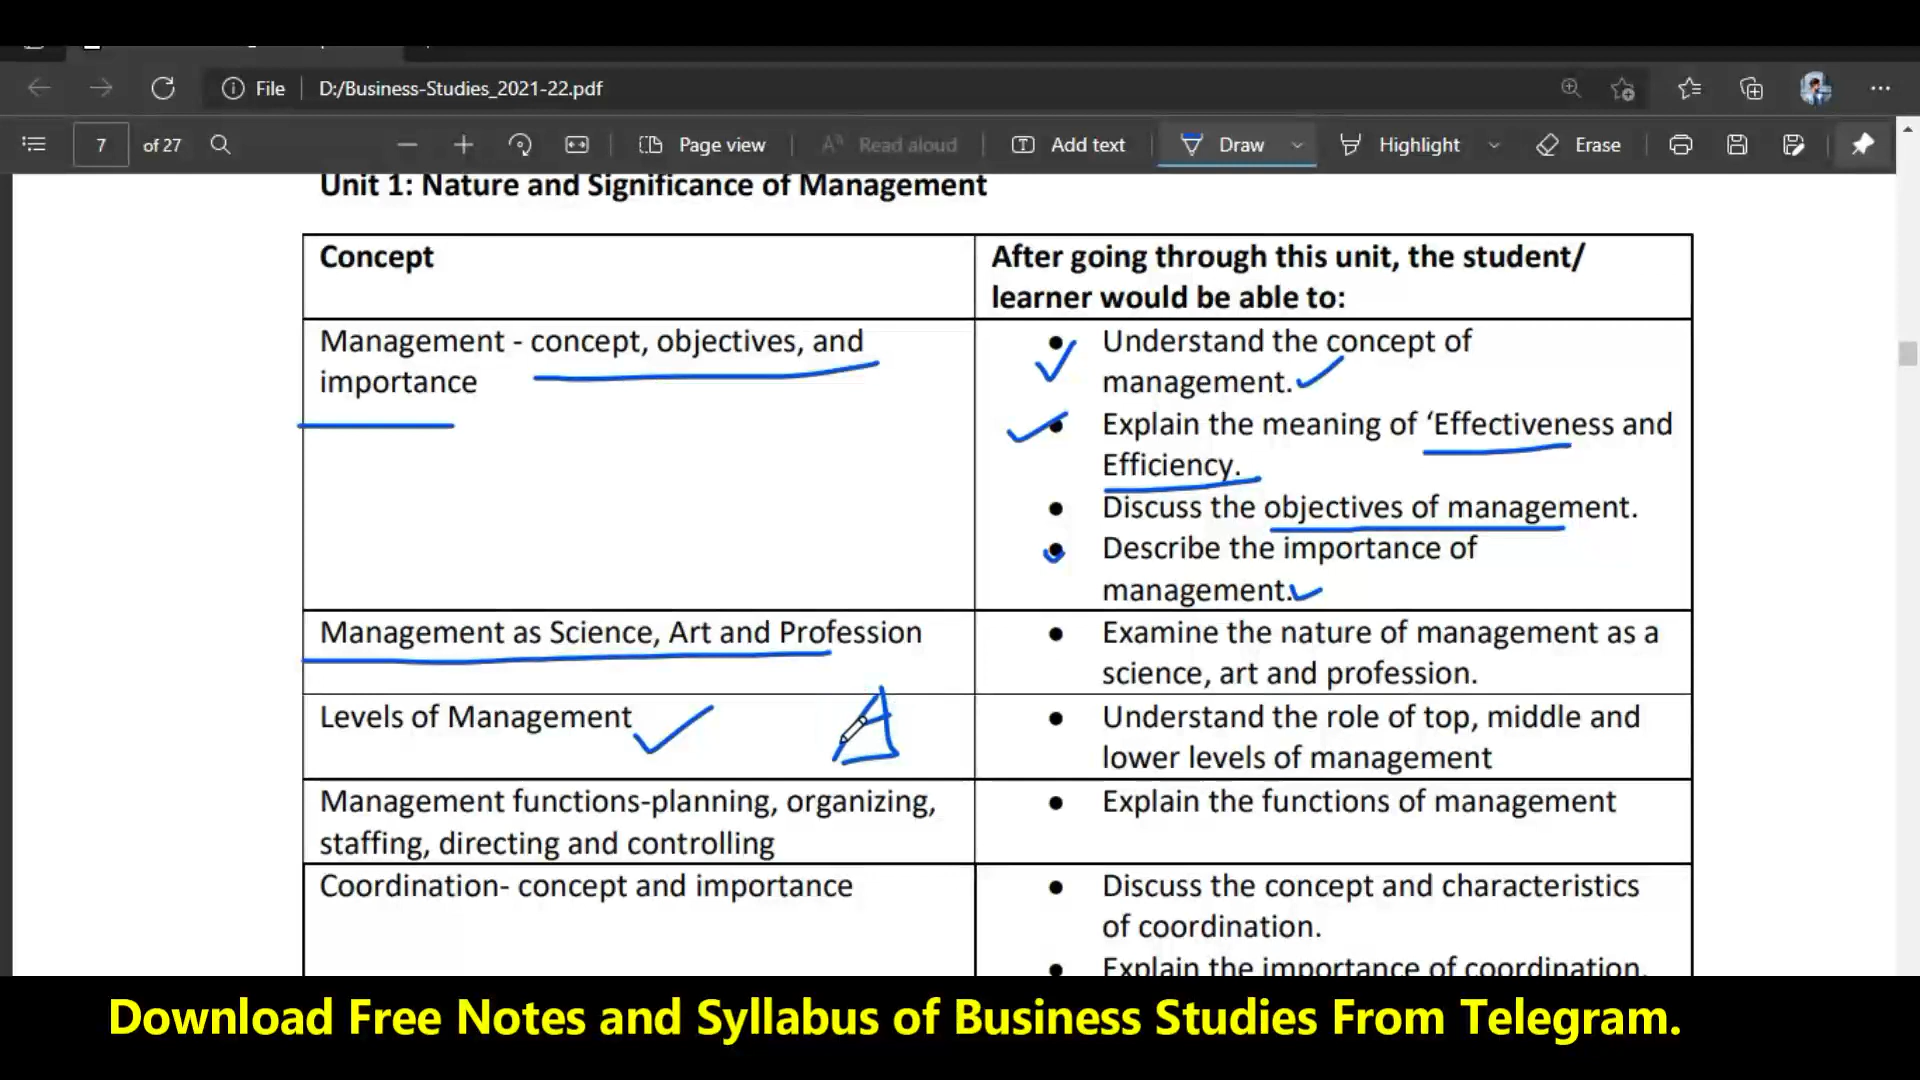 File D:/Business-Studies_2021-22.pdf
7 of 27 Page view Read aloud Add text Draw Highlight Erase
Unit 1: Nature and Significance of Management
Concept
After going through this unit, the student/
learner would be able to:
Management - concept, objectives, and
importance
● Understand the concept of
management.
● Explain the meaning of ‘Effectiveness and
Efficiency.
● Discuss the objectives of management.
● Describe the importance of
management.
Management as Science, Art and Profession
● Examine the nature of management as a
science, art and profession.
Levels of Management
● Understand the role of top, middle and
lower levels of management
Management functions-planning, organizing,
staffing, directing and controlling
● Explain the functions of management
Coordination- concept and importance
● Discuss the concept and characteristics
of coordination.
● Explain the importance of coordination.
Download Free Notes and Syllabus of Business Studies From Telegram.